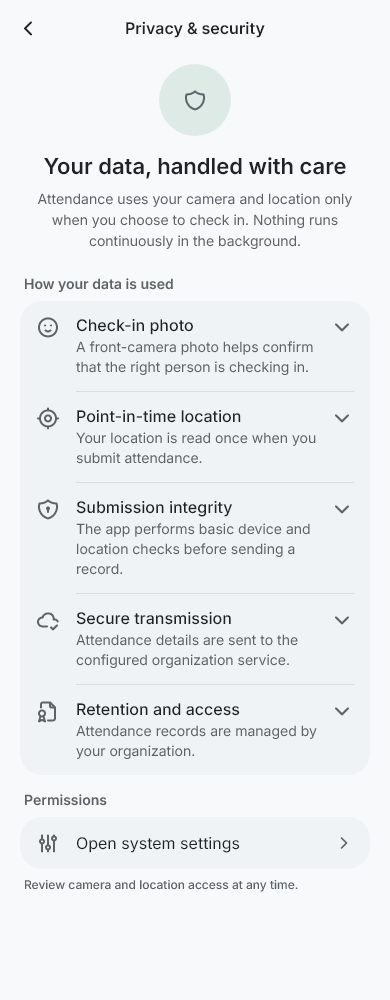 Privacy & security
Your data, handled with care
Attendance uses your camera and location only
when you choose to check in. Nothing runs
continuously in the background.
How your data is used
Check-in photo
A front-camera photo helps confirm
that the right person is checking in.
Point-in-time location
Your location is read once when you
submit attendance.
Submission integrity
The app performs basic device and
location checks before sending a
record.
Secure transmission
Attendance details are sent to the
configured organization service.
Retention and access
Attendance records are managed by
your organization.
Permissions
Open system settings
Review camera and location access at any time.